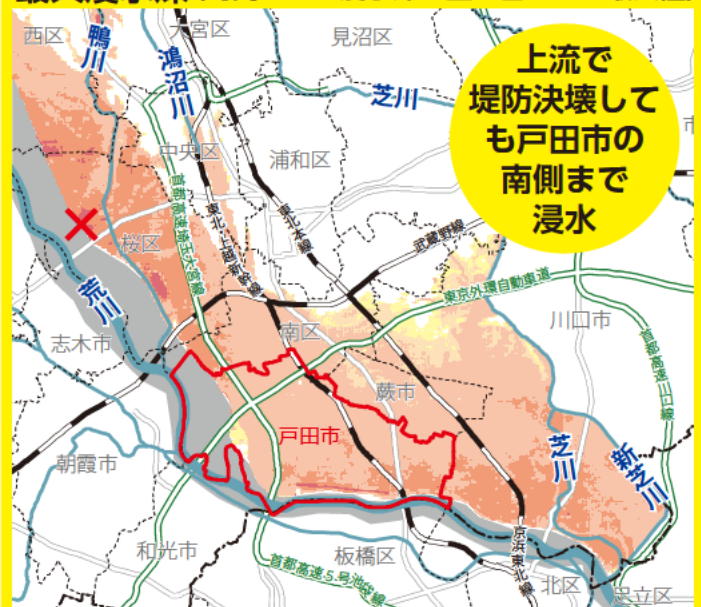 西区
大宮区
見沼区
鴨川
鴻沼川
芝川
上流で
堤防決壊して
も戸田市の
南側まで
浸水
中央区
浦和区
市
首都高速埼玉大宮線
東北・上越新幹線
東北本線
武蔵野線
桜区
荒川
東京外環自動車道
志木市
南区
川口市
首都高速川口線
蕨市
戸田市
朝霞市
芝川
新芝川
和光市
板橋区
首都高速5号池袋線
京浜東北線
北区
足立区